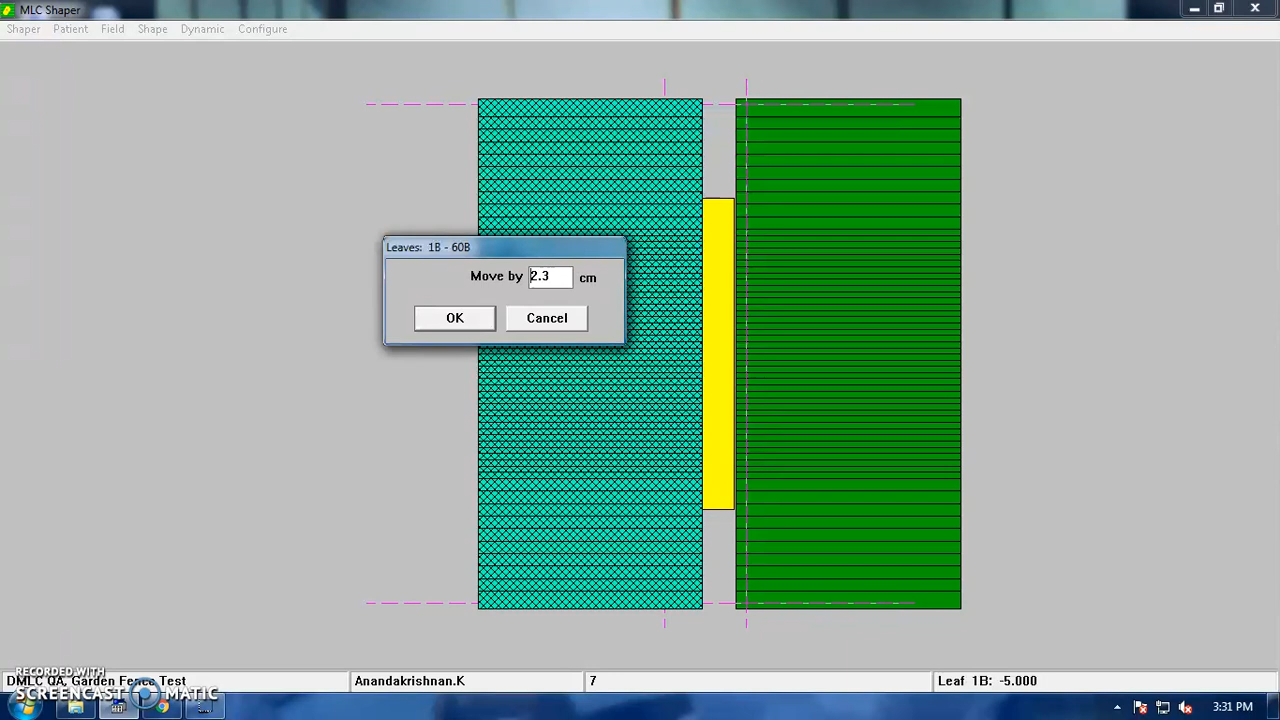 MLC Shaper
Shaper Patient Field Shape Dynamic Configure
Leaves: 1B - 60B
Move by 2.3 cm
OK Cancel
DMLC QA, Garden Fence Test Anandakrishnan.K 7 Leaf 1B: -5.000
RECORDED WITH
SCREENCAST MATIC
3:31 PM